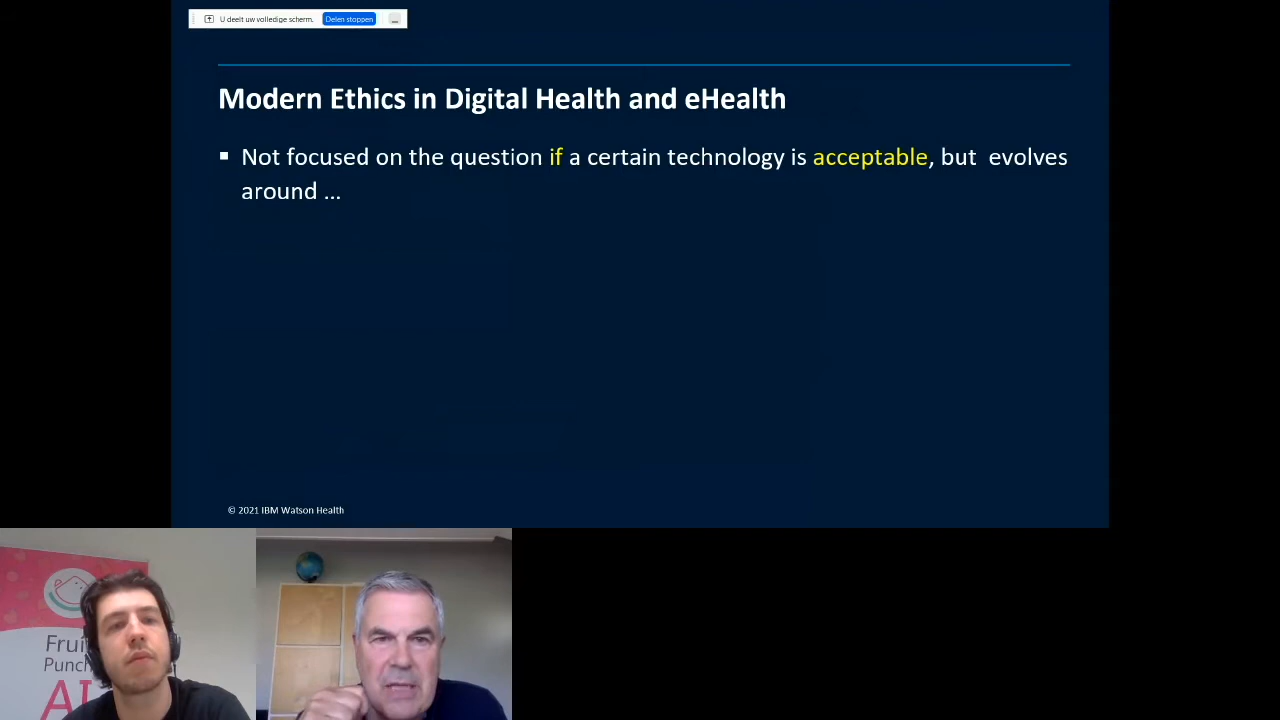 U deelt uw volledige scherm. Delen stoppen
Modern Ethics in Digital Health and eHealth
▪ Not focused on the question if a certain technology is acceptable, but evolves
around ...
© 2021 IBM Watson Health
Frui
Punch
AI